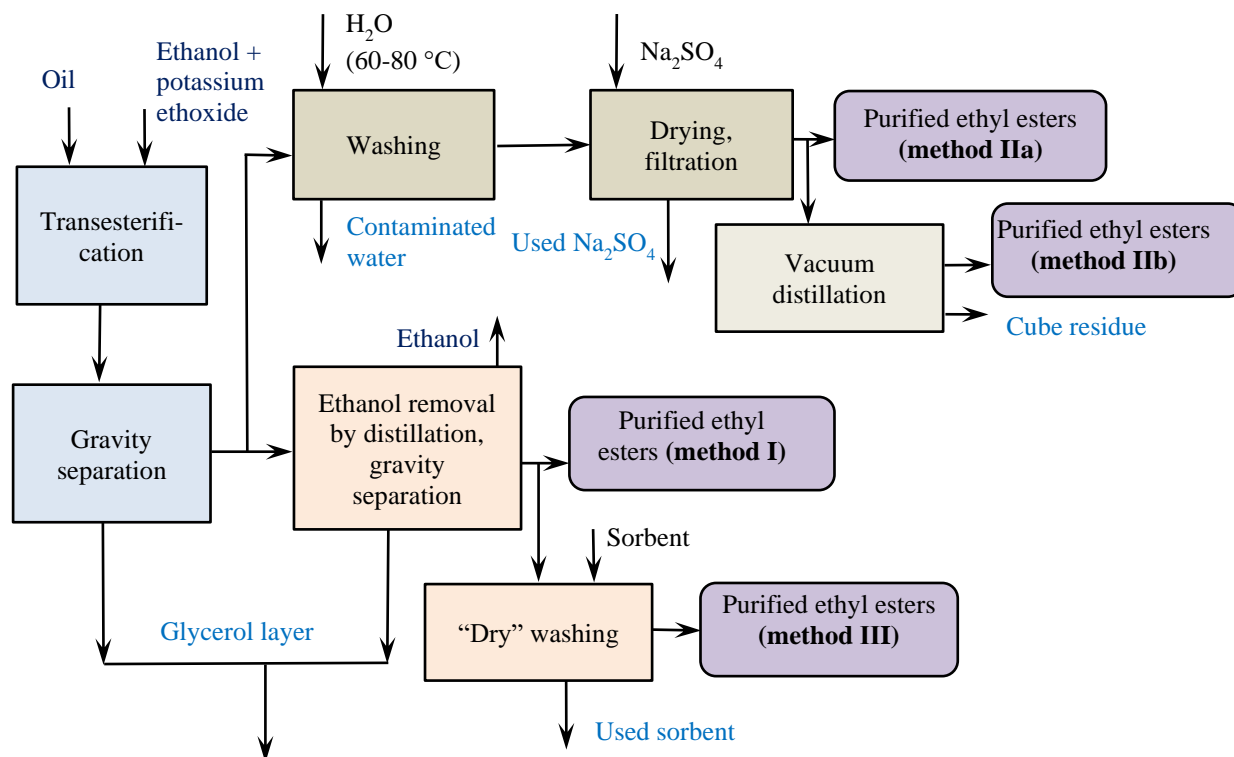 H₂O
(60-80 °C)
Na₂SO₄
Oil
Ethanol +
potassium
ethoxide
Washing
Drying,
filtration
Purified ethyl esters
(method IIa)
Transesterifi-
cation
Contaminated
water
Used Na₂SO₄
Vacuum
distillation
Purified ethyl esters
(method IIb)
Cube residue
Ethanol
Gravity
separation
Ethanol removal
by distillation,
gravity
separation
Purified ethyl
esters (method I)
Sorbent
Glycerol layer
“Dry” washing
Purified ethyl esters
(method III)
Used sorbent